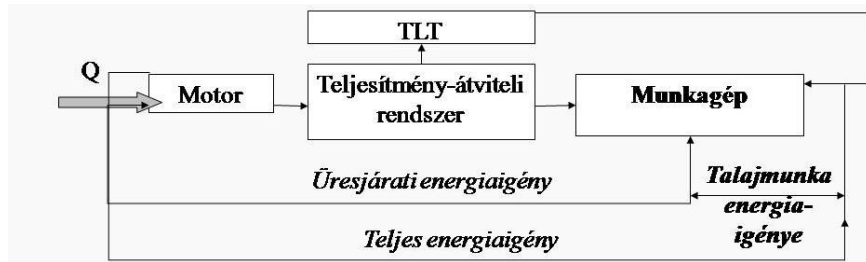 TLT
Q
Motor
Teljesítmény-átviteli
rendszer
Munkagép
Üresjárati energiaigény
Talajmunka
energia-
igénye
Teljes energiaigény